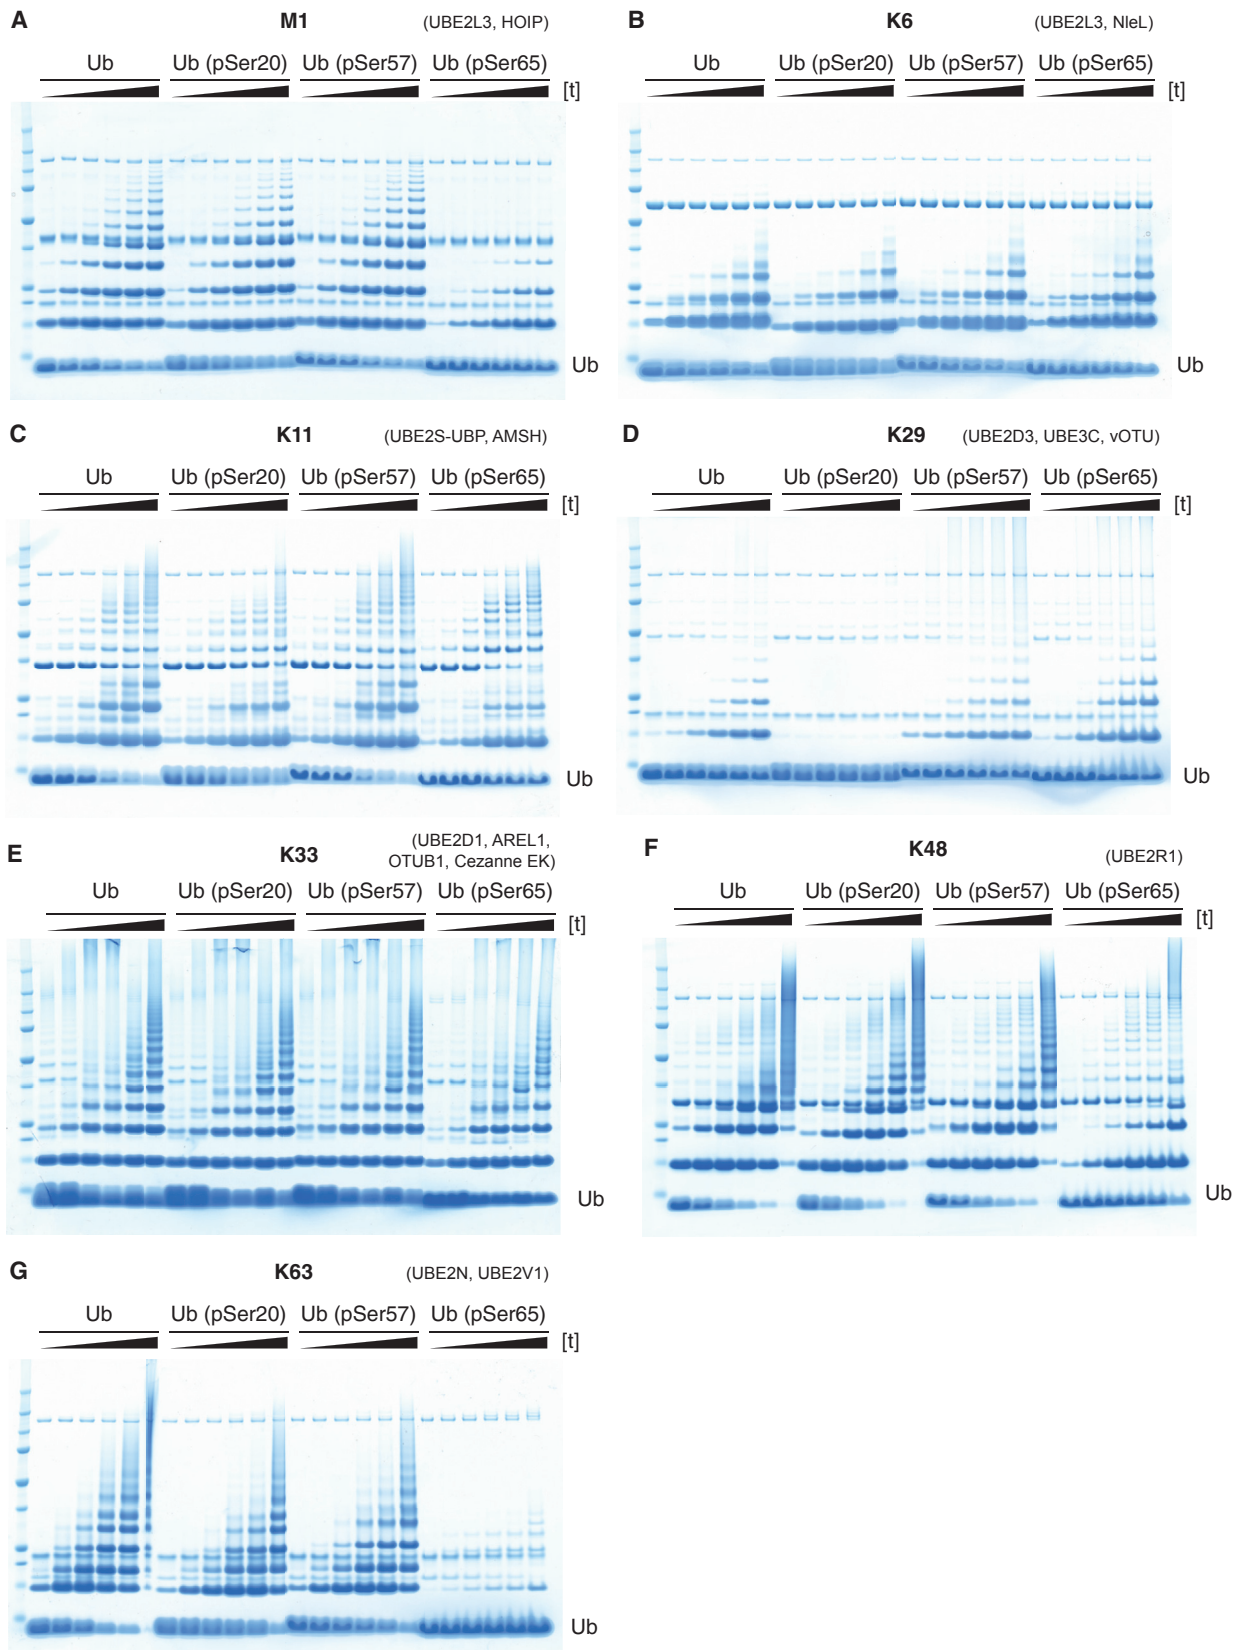 A M1 (UBE2L3, HOIP)
Ub Ub (pSer20) Ub (pSer57) Ub (pSer65)
[t]
Ub
B K6 (UBE2L3, NleL)
Ub Ub (pSer20) Ub (pSer57) Ub (pSer65)
[t]
Ub
C K11 (UBE2S-UBP, AMSH)
Ub Ub (pSer20) Ub (pSer57) Ub (pSer65)
[t]
Ub
D K29 (UBE2D3, UBE3C, vOTU)
Ub Ub (pSer20) Ub (pSer57) Ub (pSer65)
[t]
Ub
E K33 (UBE2D1, AREL1,
OTUB1, Cezanne EK)
Ub Ub (pSer20) Ub (pSer57) Ub (pSer65)
[t]
Ub
F K48 (UBE2R1)
Ub Ub (pSer20) Ub (pSer57) Ub (pSer65)
[t]
Ub
G K63 (UBE2N, UBE2V1)
Ub Ub (pSer20) Ub (pSer57) Ub (pSer65)
[t]
Ub